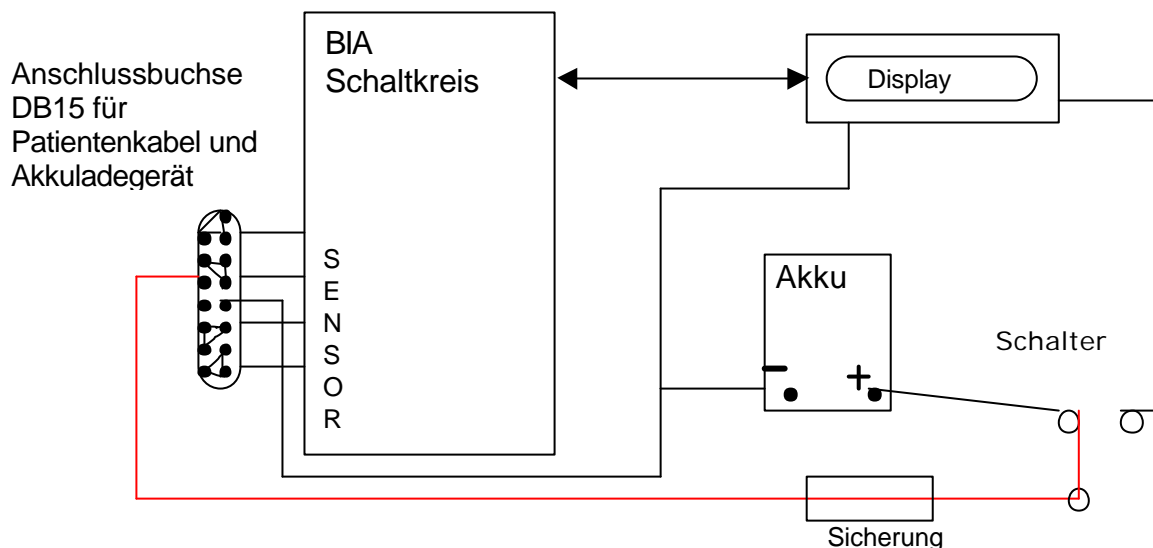 Anschlussbuchse
DB15 für
Patientenkabel und
Akkuladegerät
BIA
Schaltkreis
S
E
N
S
O
R
Display
Akku
- +
Schalter
Sicherung